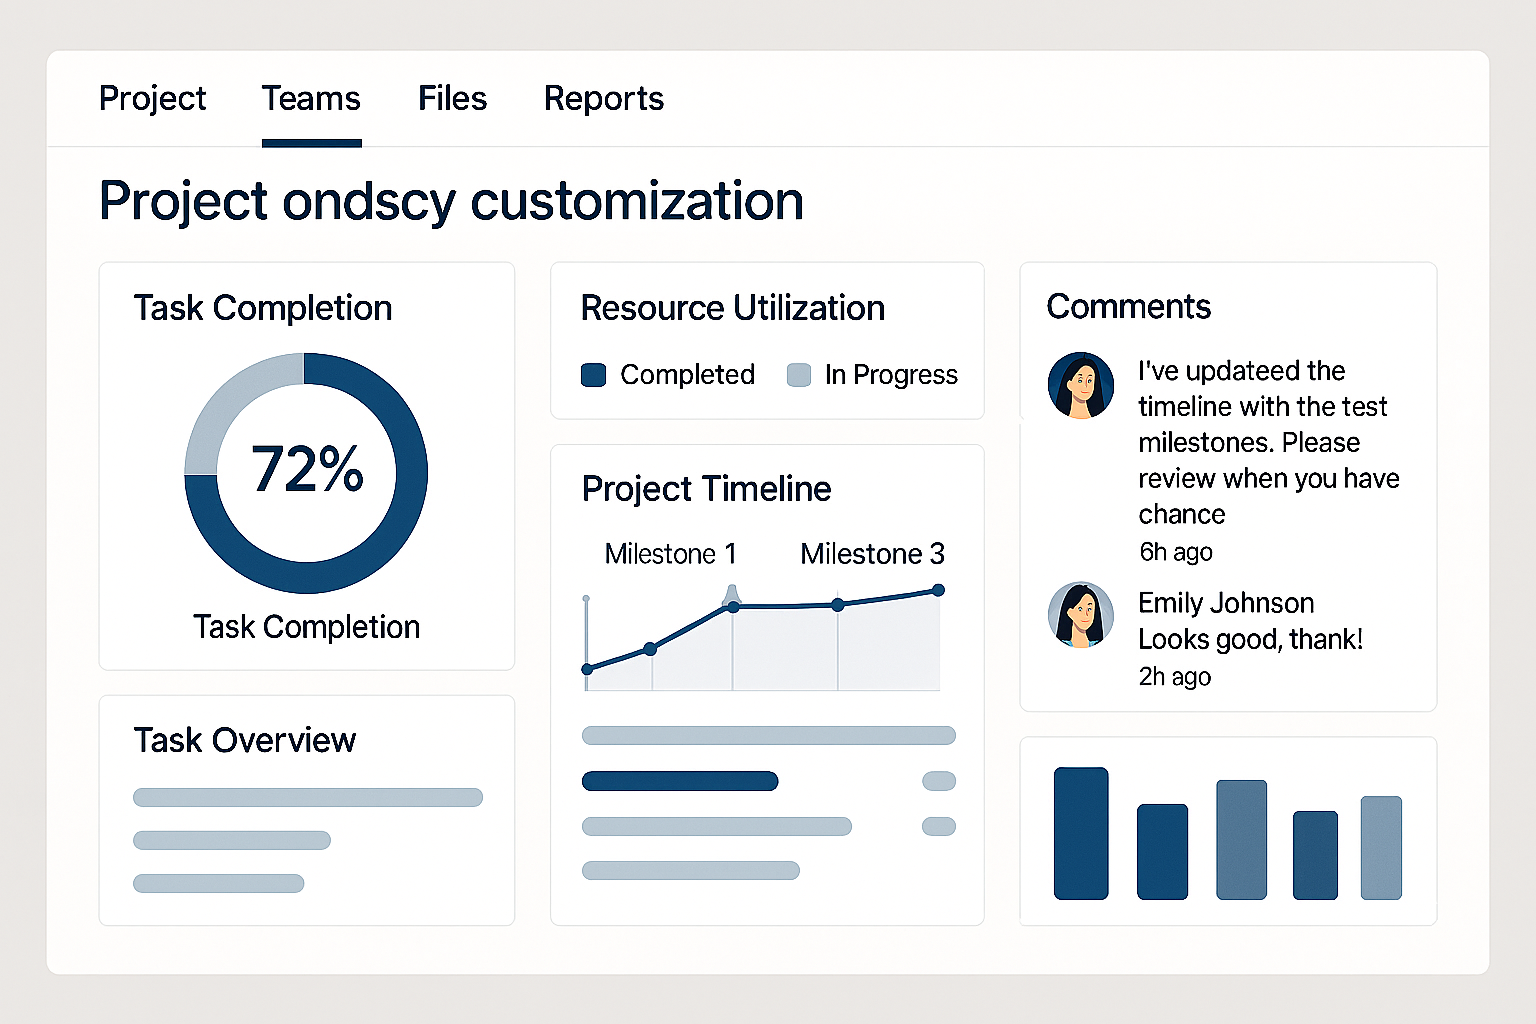 Project Teams Files Reports
Project ondscy customization
Task Completion
72%
Task Completion
Task Overview
Resource Utilization
Completed In Progress
Project Timeline
Milestone 1 Milestone 3
Comments
I've updateed the
timeline with the test
milestones. Please
review when you have
chance
6h ago
Emily Johnson
Looks good, thank!
2h ago